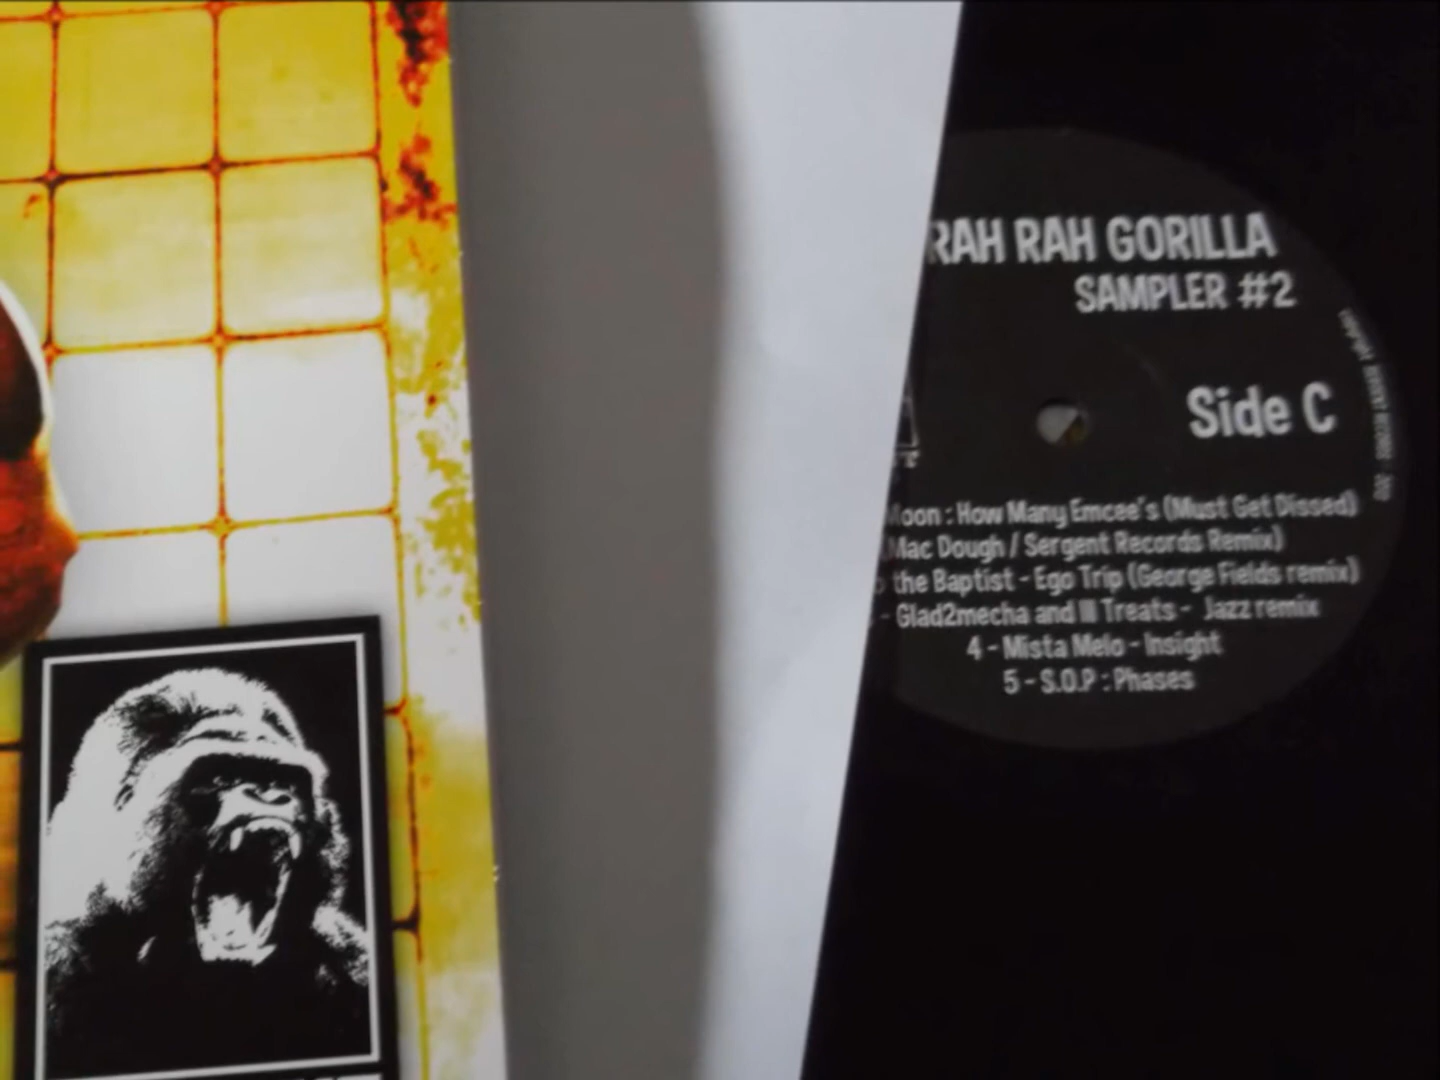 RAH RAH GORILLA
SAMPLER #2
Side C
Moon : How Many Emcee's (Must Get Dissed)
Mac Dough / Sergent Records Remix)
the Baptist - Ego Trip (George Fields remix)
- Glad2mecha and Ill Treats - Jazz remix
4 - Mista Melo - Insight
5 - S.O.P : Phases